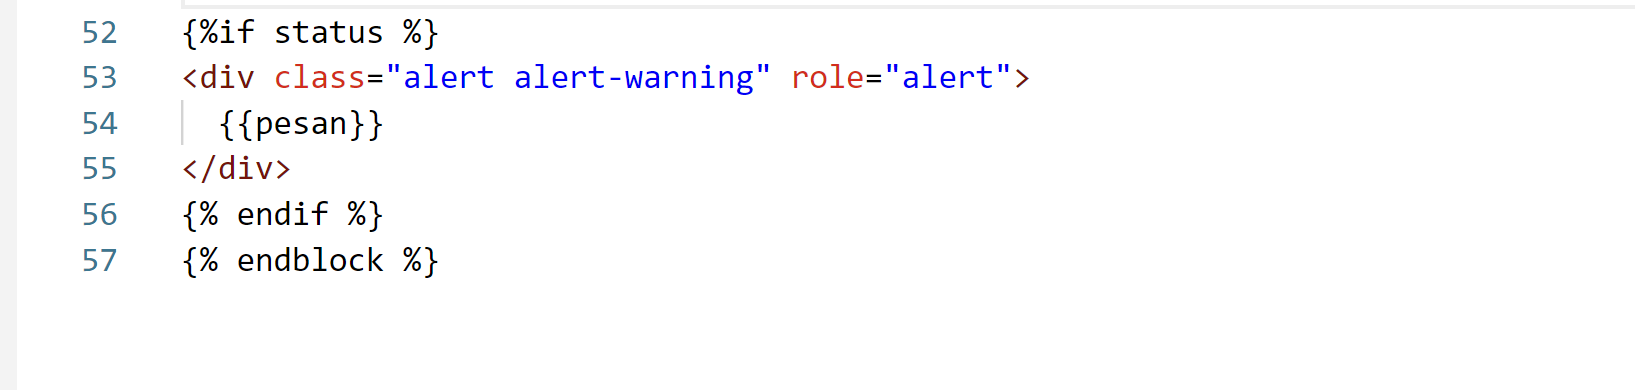 52 {%if status %}
53 <div class="alert alert-warning" role="alert">
54 {{pesan}}
55 </div>
56 {% endif %}
57 {% endblock %}